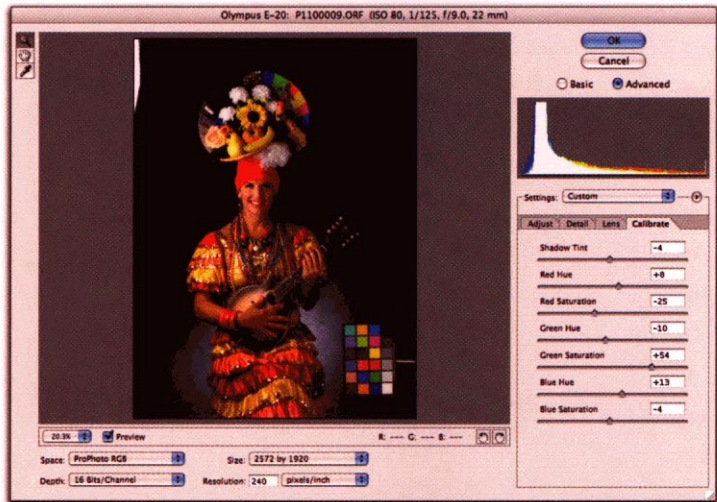 Olympus E-20: P1100009.ORF (ISO 80, 1/125, f/9.0, 22 mm)
OK
Cancel
Basic Advanced
Settings: Custom
Adjust Detail Lens Calibrate
Shadow Tint -4
Red Hue +8
Red Saturation -25
Green Hue -10
Green Saturation +54
Blue Hue +13
Blue Saturation -4
20.3% Preview R: --- G: --- B: ---
Space: ProPhoto RGB Size: 2572 by 1920
Depth: 16 Bits/Channel Resolution: 240 pixels/inch